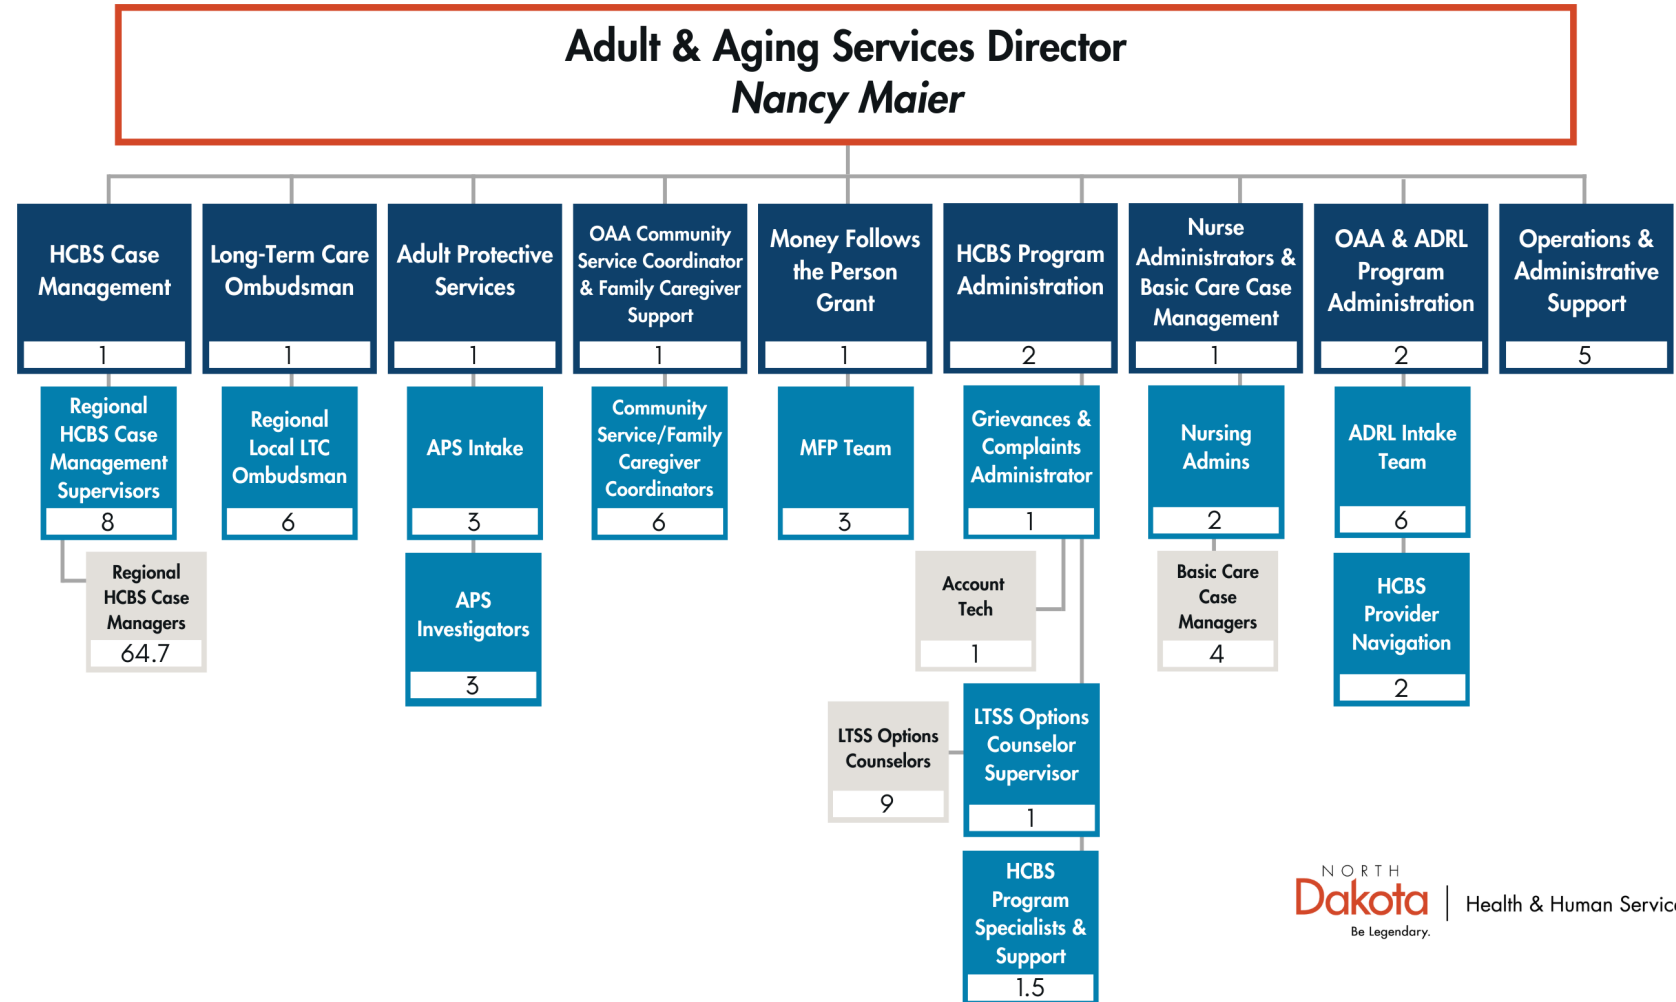 Adult & Aging Services Director
Nancy Maier
HCBS Case
Management
1
Long-Term Care
Ombudsman
1
Adult Protective
Services
1
OAA Community
Service Coordinator
& Family Caregiver
Support
1
Money Follows
the Person
Grant
1
HCBS Program
Administration
2
Nurse
Administrators &
Basic Care Case
Management
1
OAA & ADRL
Program
Administration
2
Operations &
Administrative
Support
5
Regional
HCBS Case
Management
Supervisors
8
Regional
Local LTC
Ombudsman
6
APS Intake
3
Community
Service/Family
Caregiver
Coordinators
6
MFP Team
3
Grievances &
Complaints
Administrator
1
Nursing
Admins
2
ADRL Intake
Team
6
Regional
HCBS Case
Managers
64.7
APS
Investigators
3
Account
Tech
1
Basic Care
Case
Managers
4
HCBS
Provider
Navigation
2
LTSS Options
Counselors
9
LTSS Options
Counselor
Supervisor
1
HCBS
Program
Specialists &
Support
1.5
NORTH
Dakota
Be Legendary.
Health & Human Servic